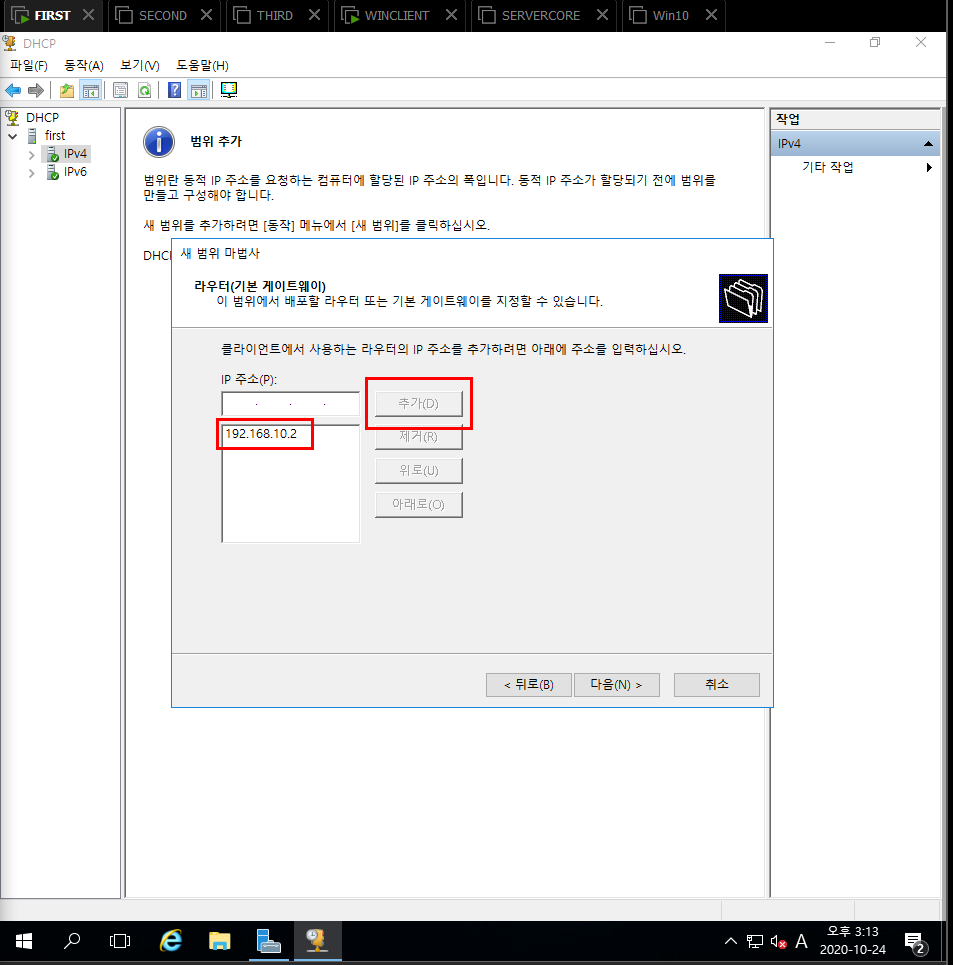 FIRST
SECOND
THIRD
WINCLIENT
SERVERCORE
Win10
DHCP
파일(F)
동작(A)
보기(V)
도움말(H)
DHCP
first
IPv4
IPv6
범위 추가
범위란 동적 IP 주소를 요청하는 컴퓨터에 할당된 IP 주소의 폭입니다. 동적 IP 주소가 할당되기 전에 범위를
만들고 구성해야 합니다.
새 범위를 추가하려면 [동작] 메뉴에서 [새 범위]를 클릭하십시오.
DHC
작업
IPv4
기타 작업
새 범위 마법사
라우터(기본 게이트웨이)
이 범위에서 배포할 라우터 또는 기본 게이트웨이를 지정할 수 있습니다.
클라이언트에서 사용하는 라우터의 IP 주소를 추가하려면 아래에 주소를 입력하십시오.
IP 주소(P):
. . .
추가(D)
192.168.10.2
제거(R)
위로(U)
아래로(O)
< 뒤로(B)
다음(N) >
취소
A
오후 3:13
2020-10-24
2